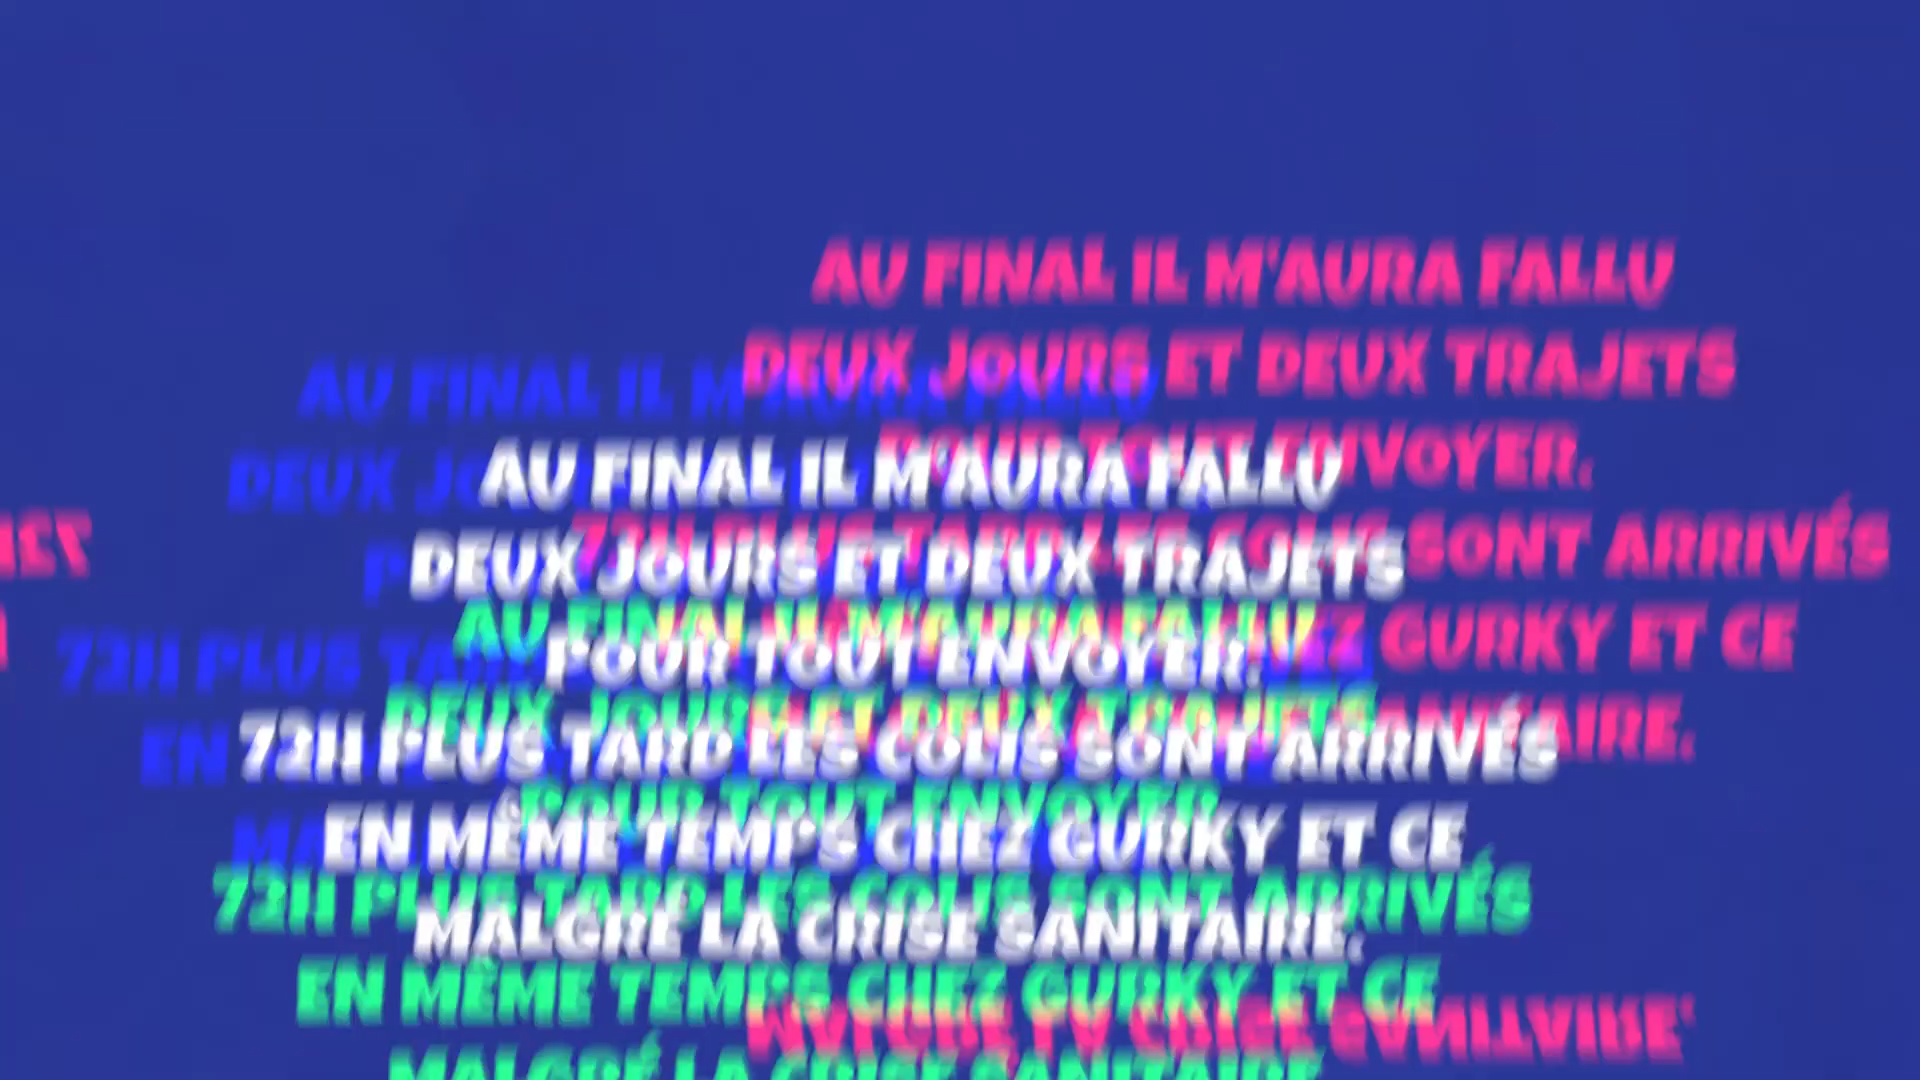 AU FINAL IL M'AURA FALLU
DEUX JOURS ET DEUX TRAJETS
POUR TOUT ENVOYER.
72H PLUS TARD LES COLIS SONT ARRIVÉS
EN MÊME TEMPS CHEZ GURKY ET CE
MALGRÉ LA CRISE SANITAIRE.